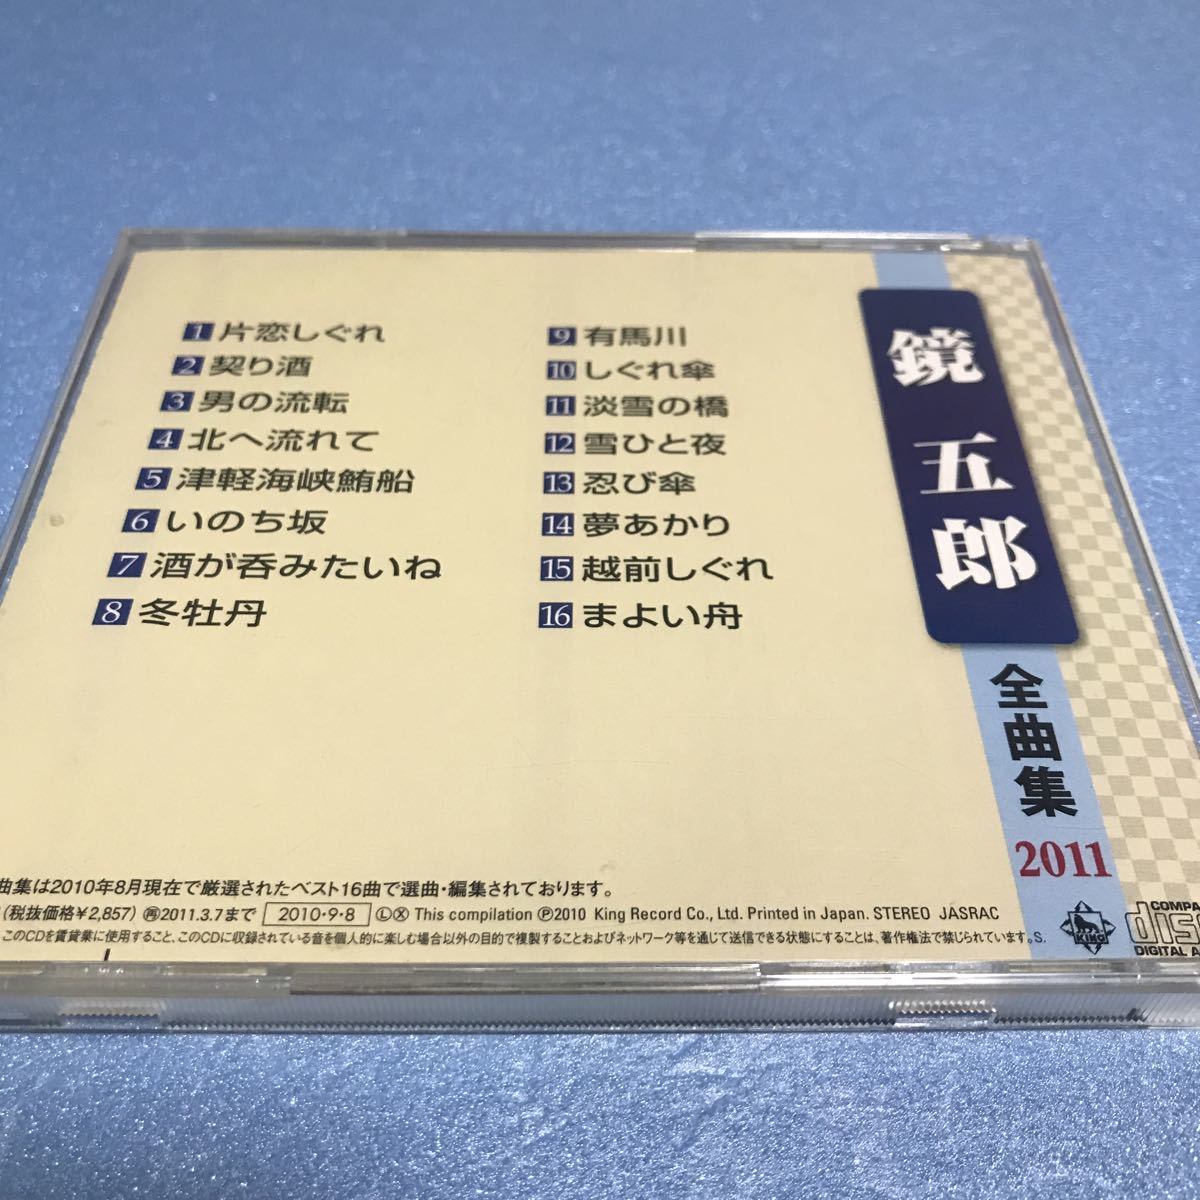 1 片恋しぐれ
2 契り酒
3 男の流転
4 北へ流れて
5 津軽海峡鮪船
6 いのち坂
7 酒が呑みたいね
8 冬牡丹
9 有馬川
10 しぐれ傘
11 淡雪の橋
12 雪ひと夜
13 忍び傘
14 夢あかり
15 越前しぐれ
16 まよい舟
鏡五郎
全曲集
2011
曲集は2010年8月現在で厳選されたベスト16曲で選曲・編集されております。
(税抜価格¥2,857) ㊢2011.3.7まで 2010・9・8 ⓁⓍ This compilation Ⓟ2010 King Record Co., Ltd. Printed in Japan. STEREO JASRAC
このCDを賃貸業に使用すること、このCDに収録されている音を個人的に楽しむ場合以外の目的で複製することおよびネットワーク等を通じて送信できる状態にすることは、著作権法で禁じられています。S.
KING
COMPA
disc
DIGITAL A